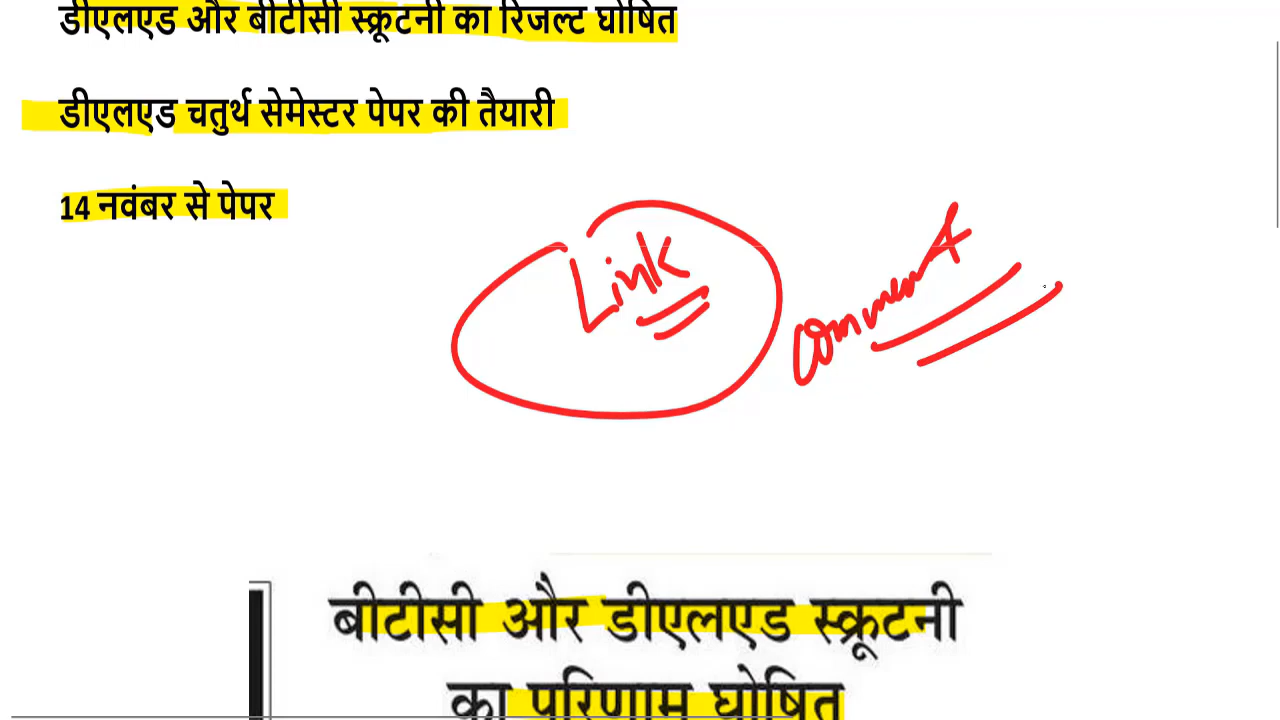 डीएलएड और बीटीसी स्क्रूटनी का रिजल्ट घोषित
डीएलएड चतुर्थ सेमेस्टर पेपर की तैयारी
14 नवंबर से पेपर
Link
comment
बीटीसी और डीएलएड स्क्रूटनी
का परिणाम घोषित